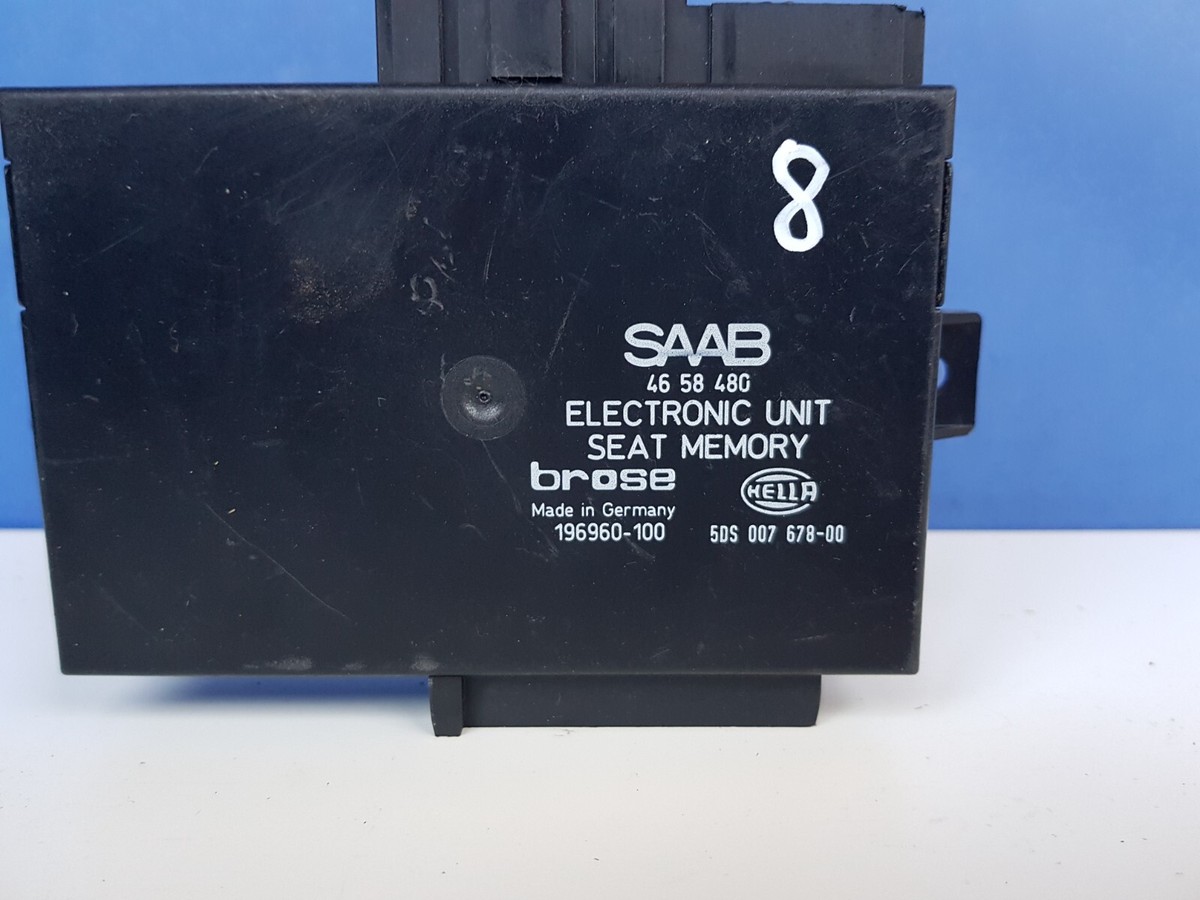 8
SAAB
46 58 480
ELECTRONIC UNIT
SEAT MEMORY
brose HELLA
Made in Germany
196960-100 5DS 007 678-00